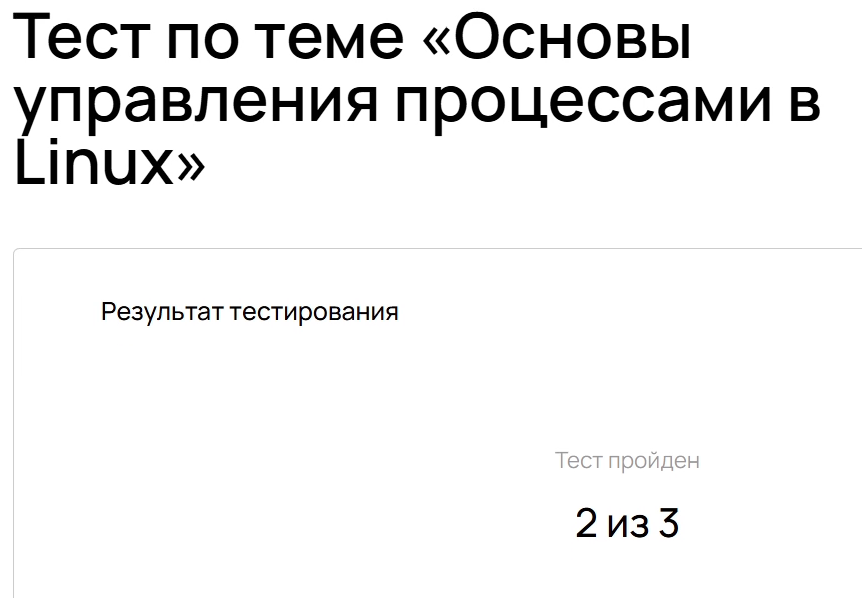 Тест по теме «Основы
управления процессами в
Linux»
Результат тестирования
Тест пройден
2 из 3